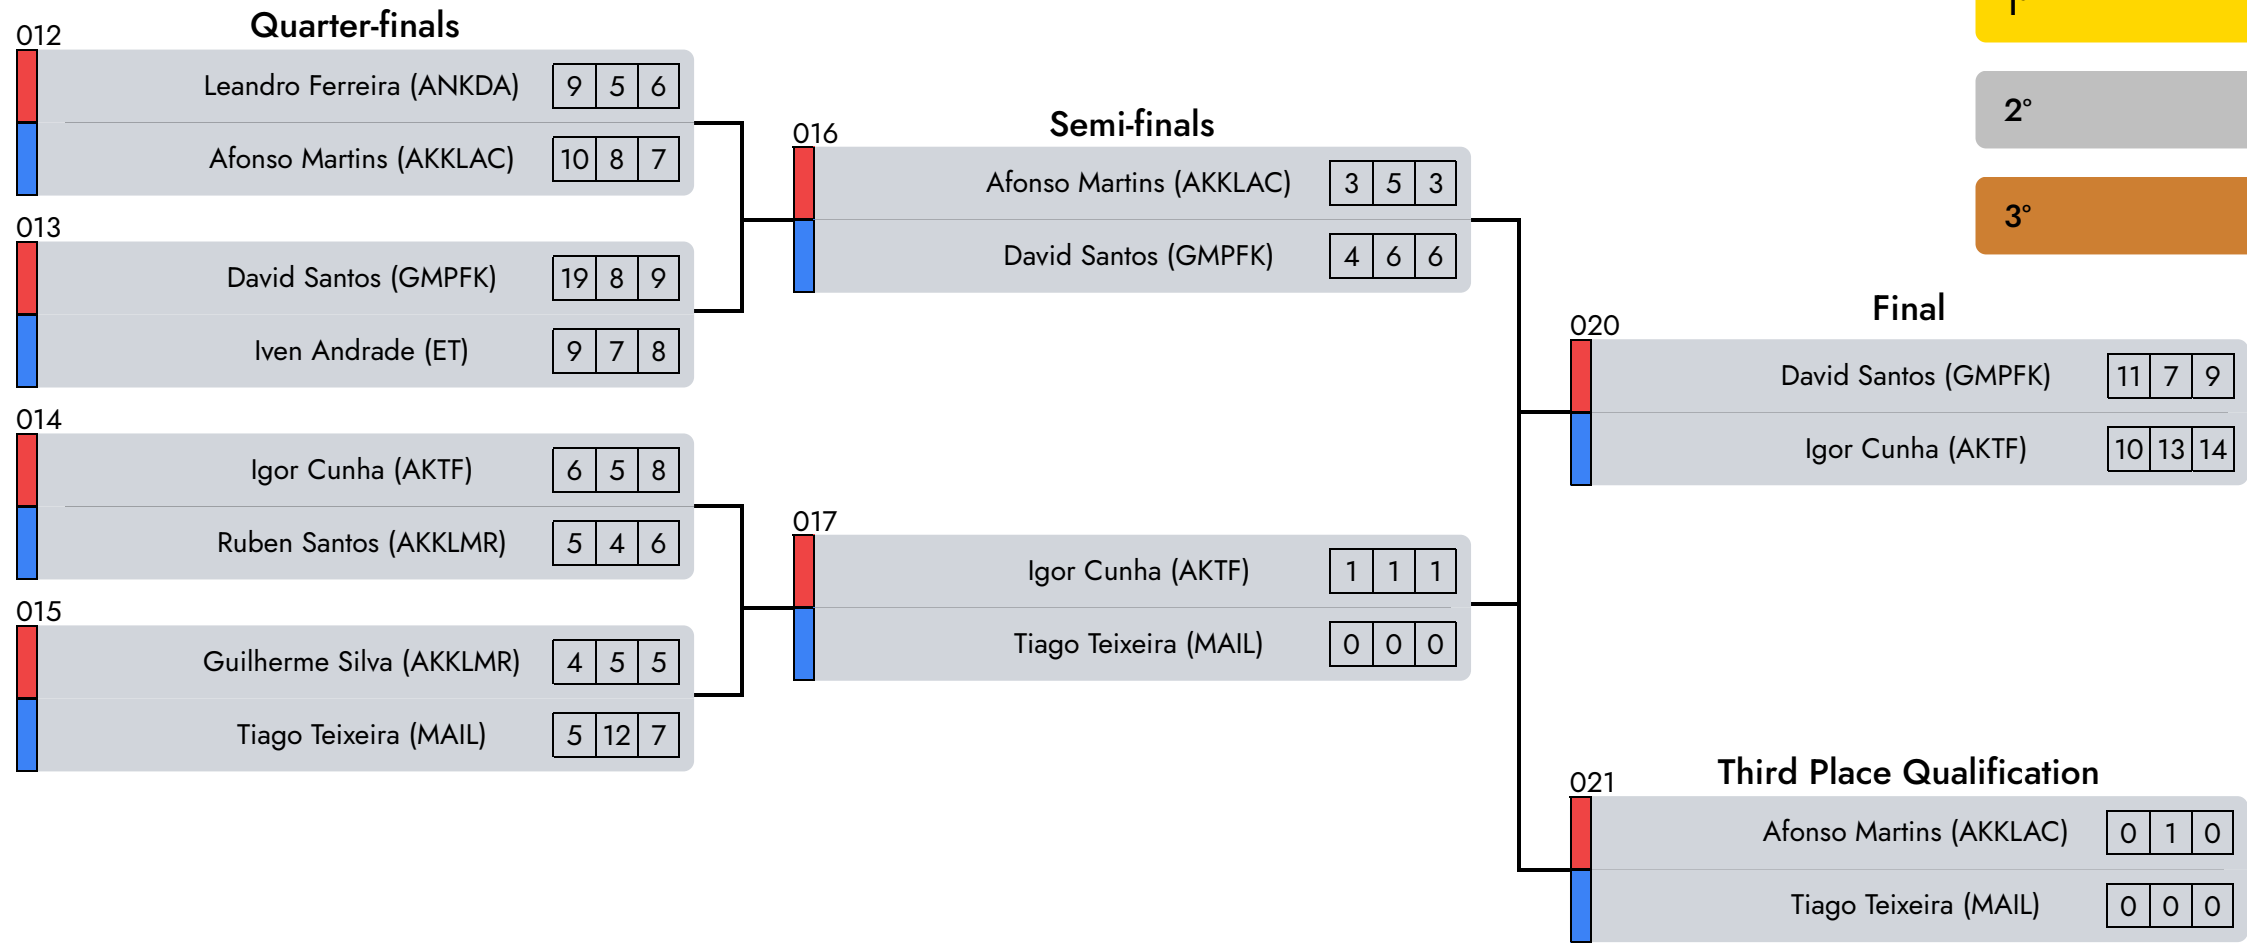 Quarter-finals
012
Leandro Ferreira (ANKDA) 9 5 6
Afonso Martins (AKKLAC) 10 8 7
013
David Santos (GMPFK) 19 8 9
Iven Andrade (ET) 9 7 8
014
Igor Cunha (AKTF) 6 5 8
Ruben Santos (AKKLMR) 5 4 6
015
Guilherme Silva (AKKLMR) 4 5 5
Tiago Teixeira (MAIL) 5 12 7
Semi-finals
016
Afonso Martins (AKKLAC) 3 5 3
David Santos (GMPFK) 4 6 6
017
Igor Cunha (AKTF) 1 1 1
Tiago Teixeira (MAIL) 0 0 0
1°
2°
3°
Final
020
David Santos (GMPFK) 11 7 9
Igor Cunha (AKTF) 10 13 14
Third Place Qualification
021
Afonso Martins (AKKLAC) 0 1 0
Tiago Teixeira (MAIL) 0 0 0